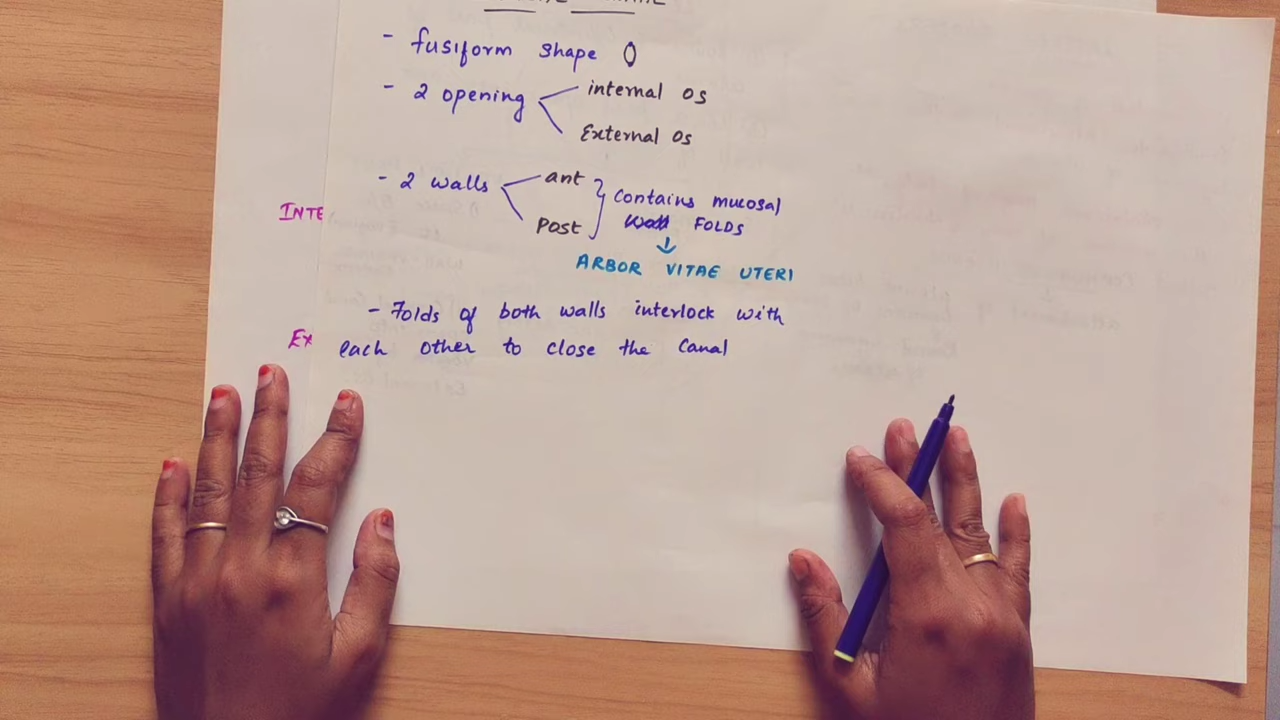 - fusiform shape
- 2 opening
internal os
External Os
- 2 walls
ant
Post
contains mucosal
FOLDS
ARBOR VITAE UTERI
INTE
- Folds of both walls interlock with
Ex
each other to close the Canal